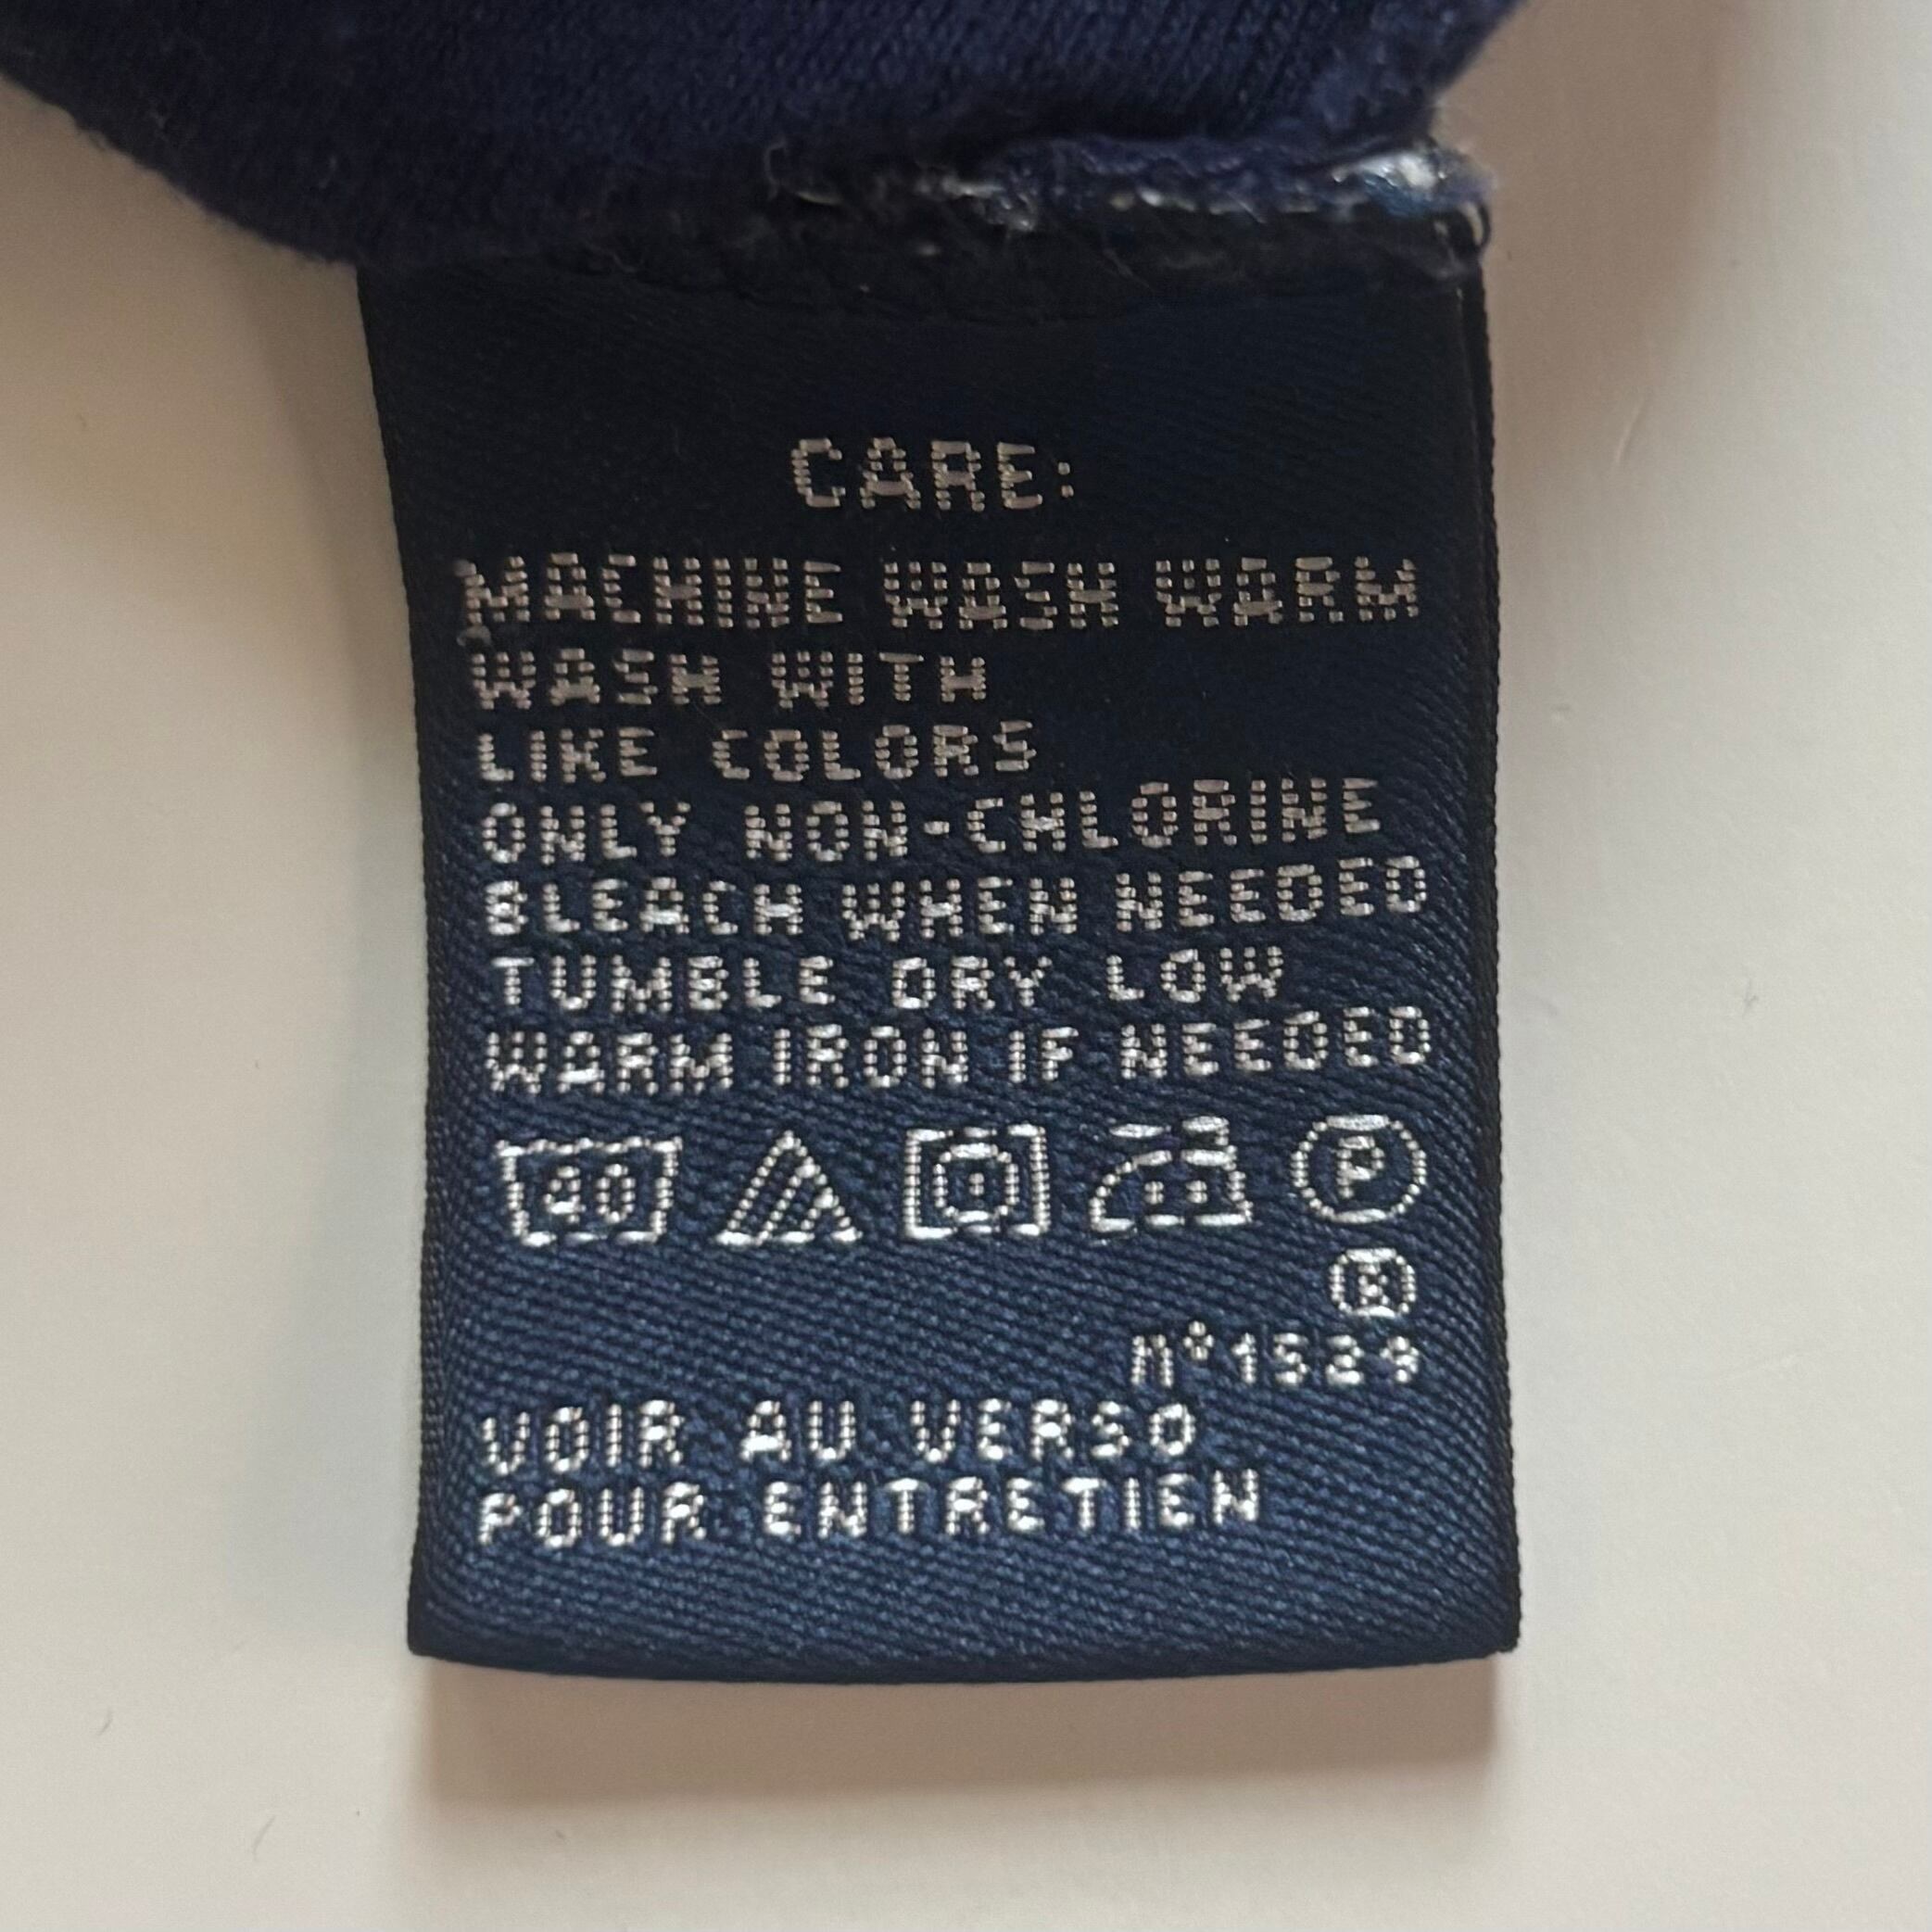 CARE:
MACHINE WASH WARM
WASH WITH
LIKE COLORS
ONLY NON-CHLORINE
BLEACH WHEN NEEDED
TUMBLE DRY LOW
WARM IRON IF NEEDED
40 P
N°1529
VOIR AU VERSO
POUR ENTRETIEN